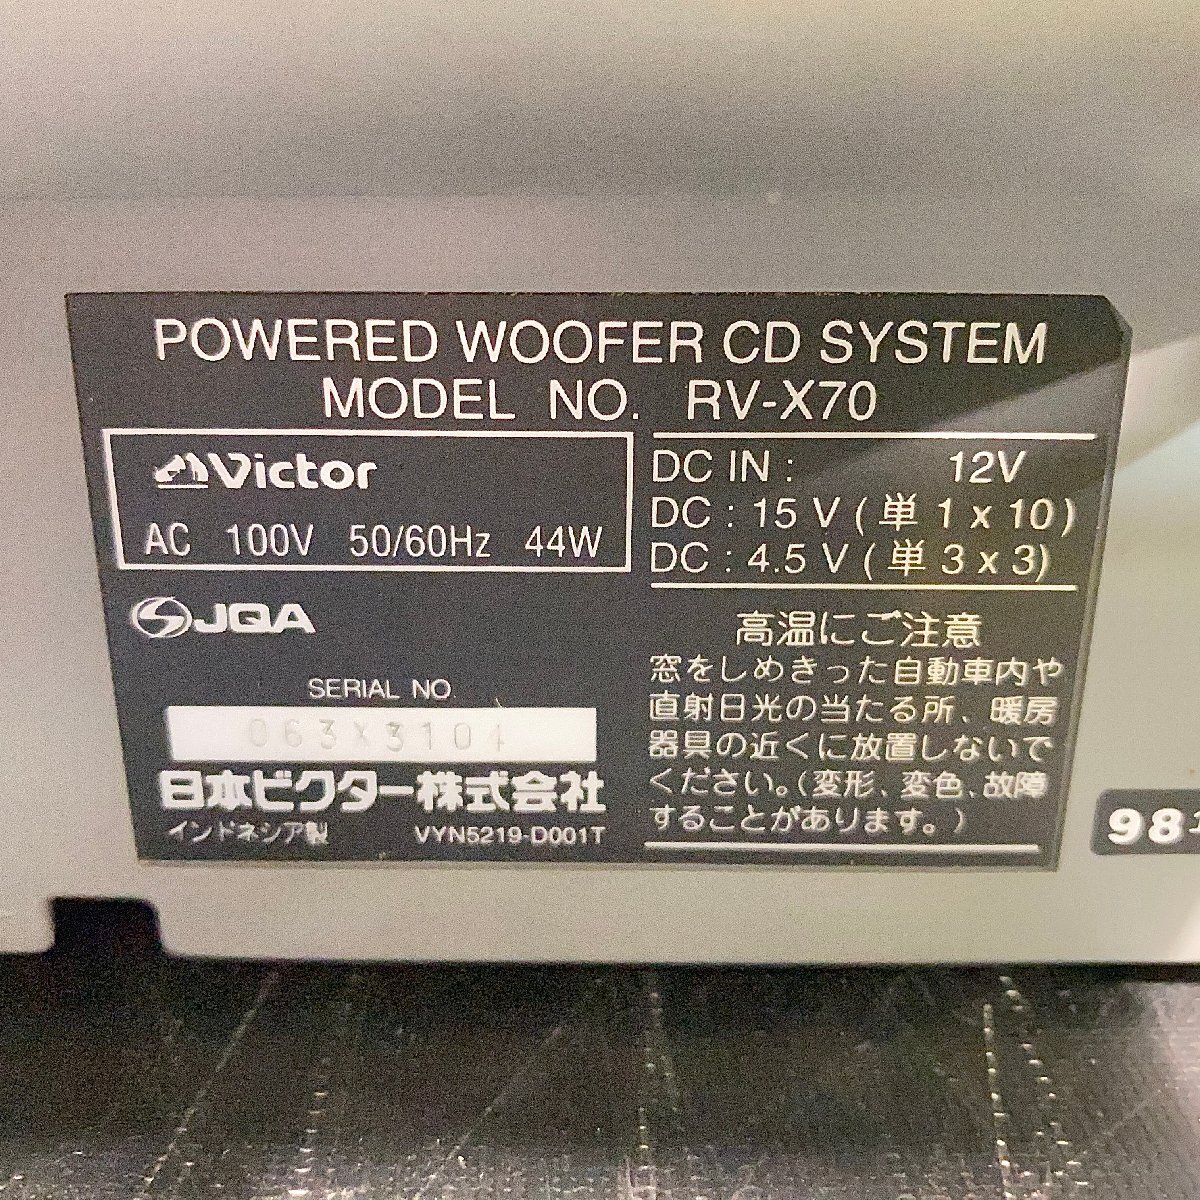 POWERED WOOFER CD SYSTEM
MODEL NO. RV-X70
Victor
AC 100V 50/60Hz 44W
DC IN : 12V
DC : 15 V ( 単 1 x 10 )
DC : 4.5 V ( 単 3 x 3)
JQA
SERIAL NO
063X3104
日本ビクター株式会社
インドネシア製 VYN5219-D001T
高温にご注意
窓をしめきった自動車内や
直射日光の当たる所、暖房
器具の近くに放置しないで
ください。(変形、変色、故障
することがあります。)
98